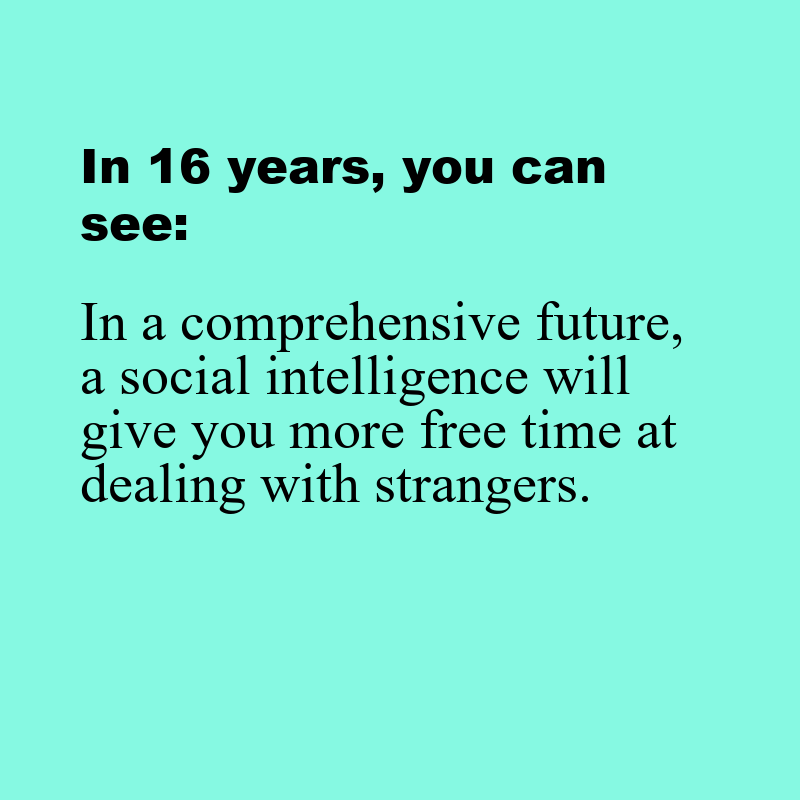 In 16 years, you can
see:
In a comprehensive future,
a social intelligence will
give you more free time at
dealing with strangers.